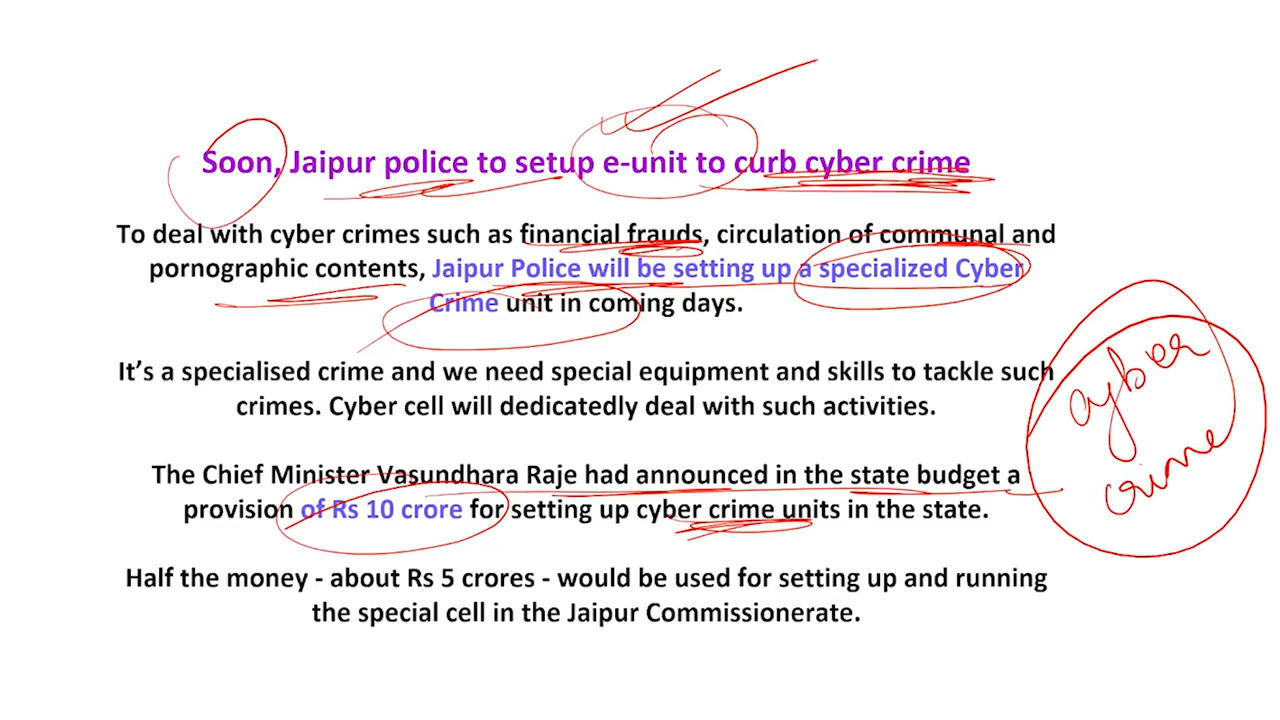 Soon, Jaipur police to setup e-unit to curb cyber crime
To deal with cyber crimes such as financial frauds, circulation of communal and
pornographic contents, Jaipur Police will be setting up a specialized Cyber
Crime unit in coming days.
It's a specialised crime and we need special equipment and skills to tackle such
crimes. Cyber cell will dedicatedly deal with such activities.
The Chief Minister Vasundhara Raje had announced in the state budget a
provision of Rs 10 crore for setting up cyber crime units in the state.
Half the money - about Rs 5 crores - would be used for setting up and running
the special cell in the Jaipur Commissionerate.
cyber
crime